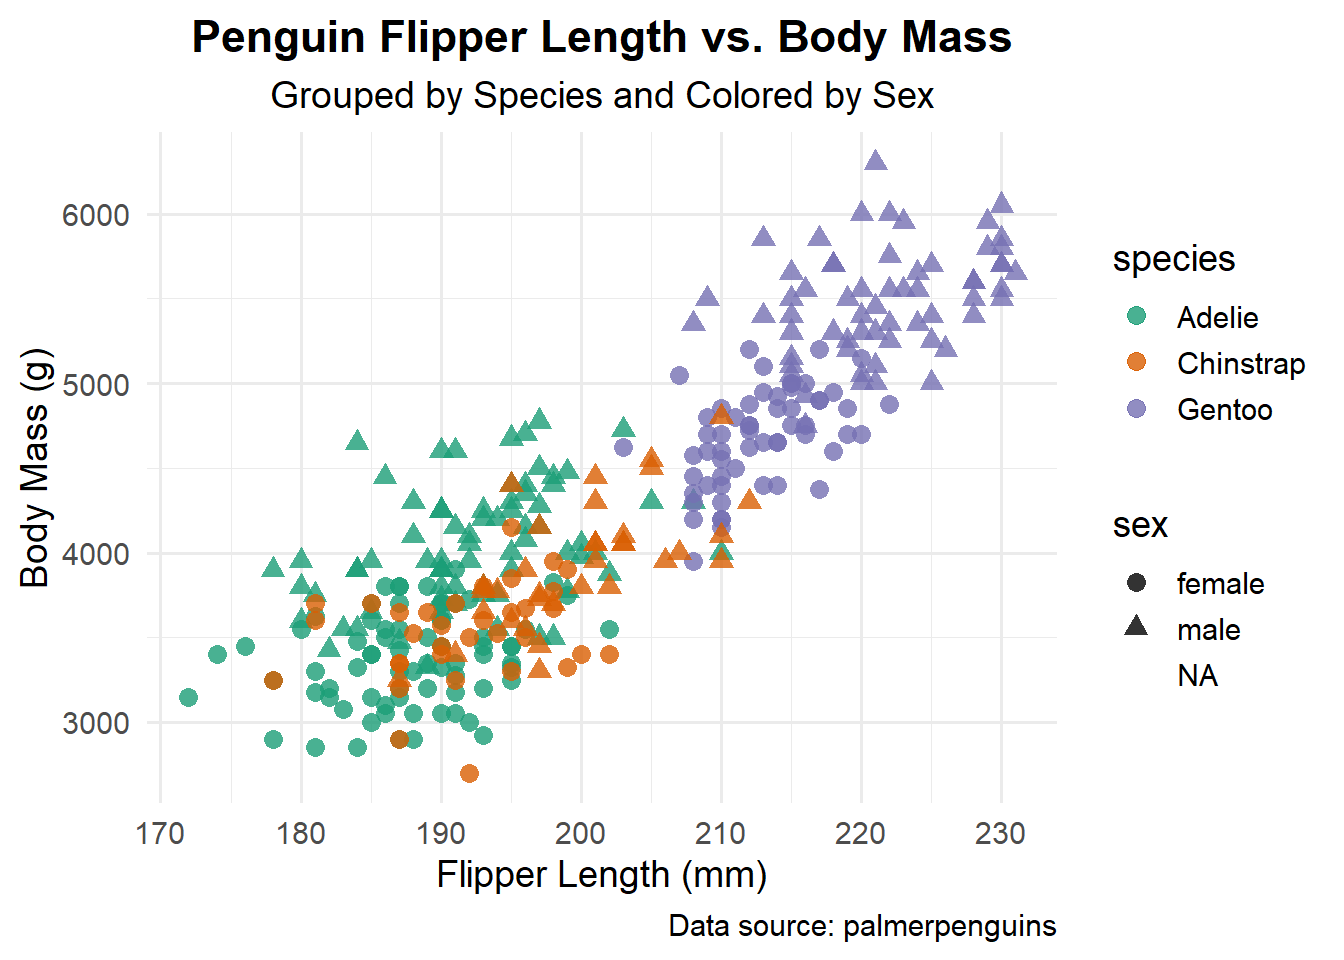 Penguin Flipper Length vs. Body Mass
Grouped by Species and Colored by Sex
Body Mass (g)
6000
5000
4000
3000
170 180 190 200 210 220 230
Flipper Length (mm)
species
Adelie
Chinstrap
Gentoo
sex
female
male
NA
Data source: palmerpenguins